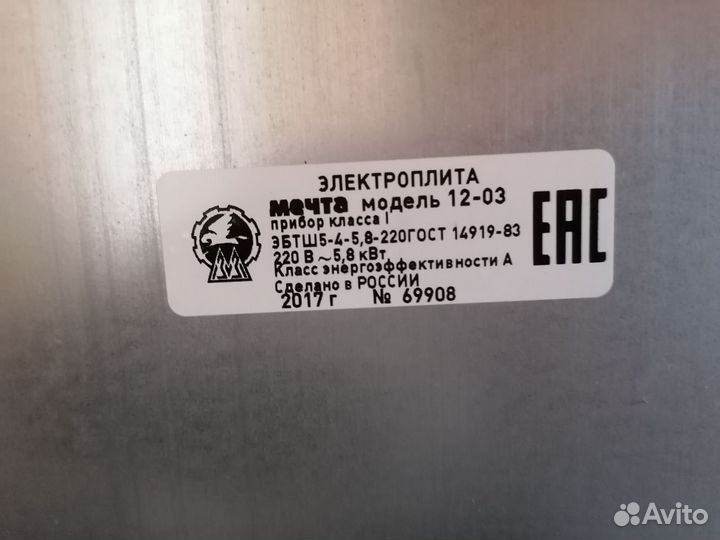 ЭЛЕКТРОПЛИТА
мечта модель 12-03
прибор класса I
ЭБТШ5-4-5,8-220ГОСТ 14919-83
220 В ~5,8 кВт
Класс энергоэффективности А
Сделано в РОССИИ
2017 г № 69908
EAC
Avito